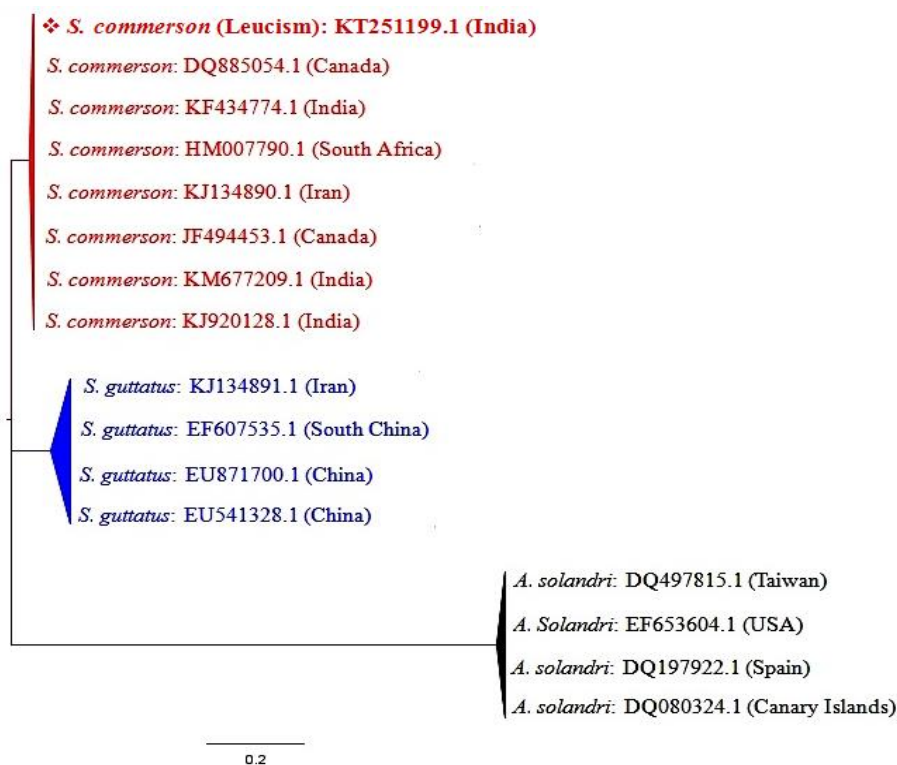 ❖ S. commerson (Leucism): KT251199.1 (India)
S. commerson: DQ885054.1 (Canada)
S. commerson: KF434774.1 (India)
S. commerson: HM007790.1 (South Africa)
S. commerson: KJ134890.1 (Iran)
S. commerson: JF494453.1 (Canada)
S. commerson: KM677209.1 (India)
S. commerson: KJ920128.1 (India)
S. guttatus: KJ134891.1 (Iran)
S. guttatus: EF607535.1 (South China)
S. guttatus: EU871700.1 (China)
S. guttatus: EU541328.1 (China)
A. solandri: DQ497815.1 (Taiwan)
A. Solandri: EF653604.1 (USA)
A. solandri: DQ197922.1 (Spain)
A. solandri: DQ080324.1 (Canary Islands)
0.2